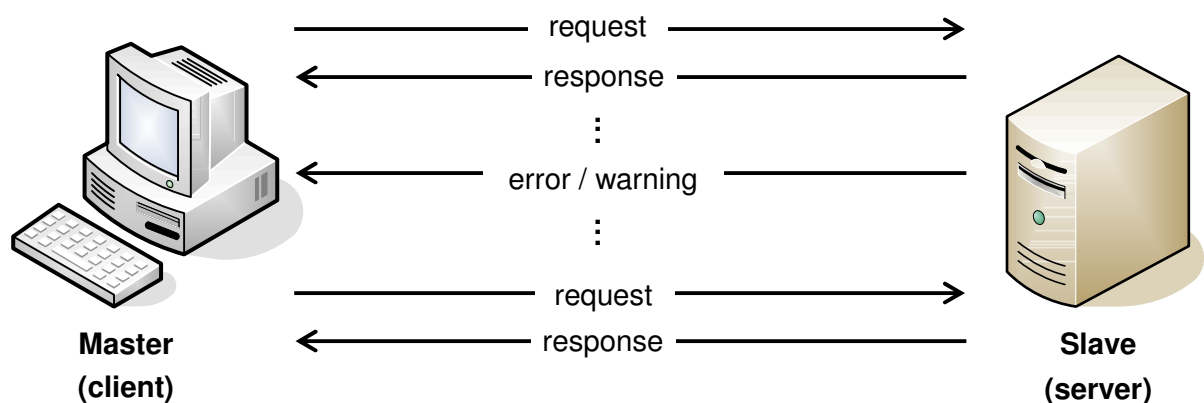 request
response
⋮
error / warning
⋮
request
response
Master
(client)
Slave
(server)